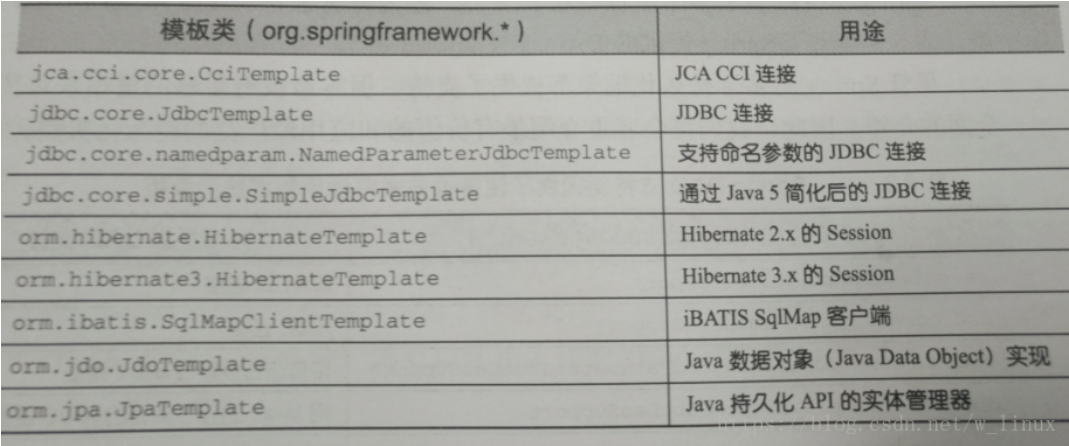 模板类（org.springframework.*） 用途
jca.cci.core.CciTemplate JCA CCI 连接
jdbc.core.JdbcTemplate JDBC 连接
jdbc.core.namedparam.NamedParameterJdbcTemplate 支持命名参数的 JDBC 连接
jdbc.core.simple.SimpleJdbcTemplate 通过 Java 5 简化后的 JDBC 连接
orm.hibernate.HibernateTemplate Hibernate 2.x 的 Session
orm.hibernate3.HibernateTemplate Hibernate 3.x 的 Session
orm.ibatis.SqlMapClientTemplate iBATIS SqlMap 客户端
orm.jdo.JdoTemplate Java 数据对象（Java Data Object）实现
orm.jpa.JpaTemplate Java 持久化 API 的实体管理器
https://blog.csdn.net/w_linux